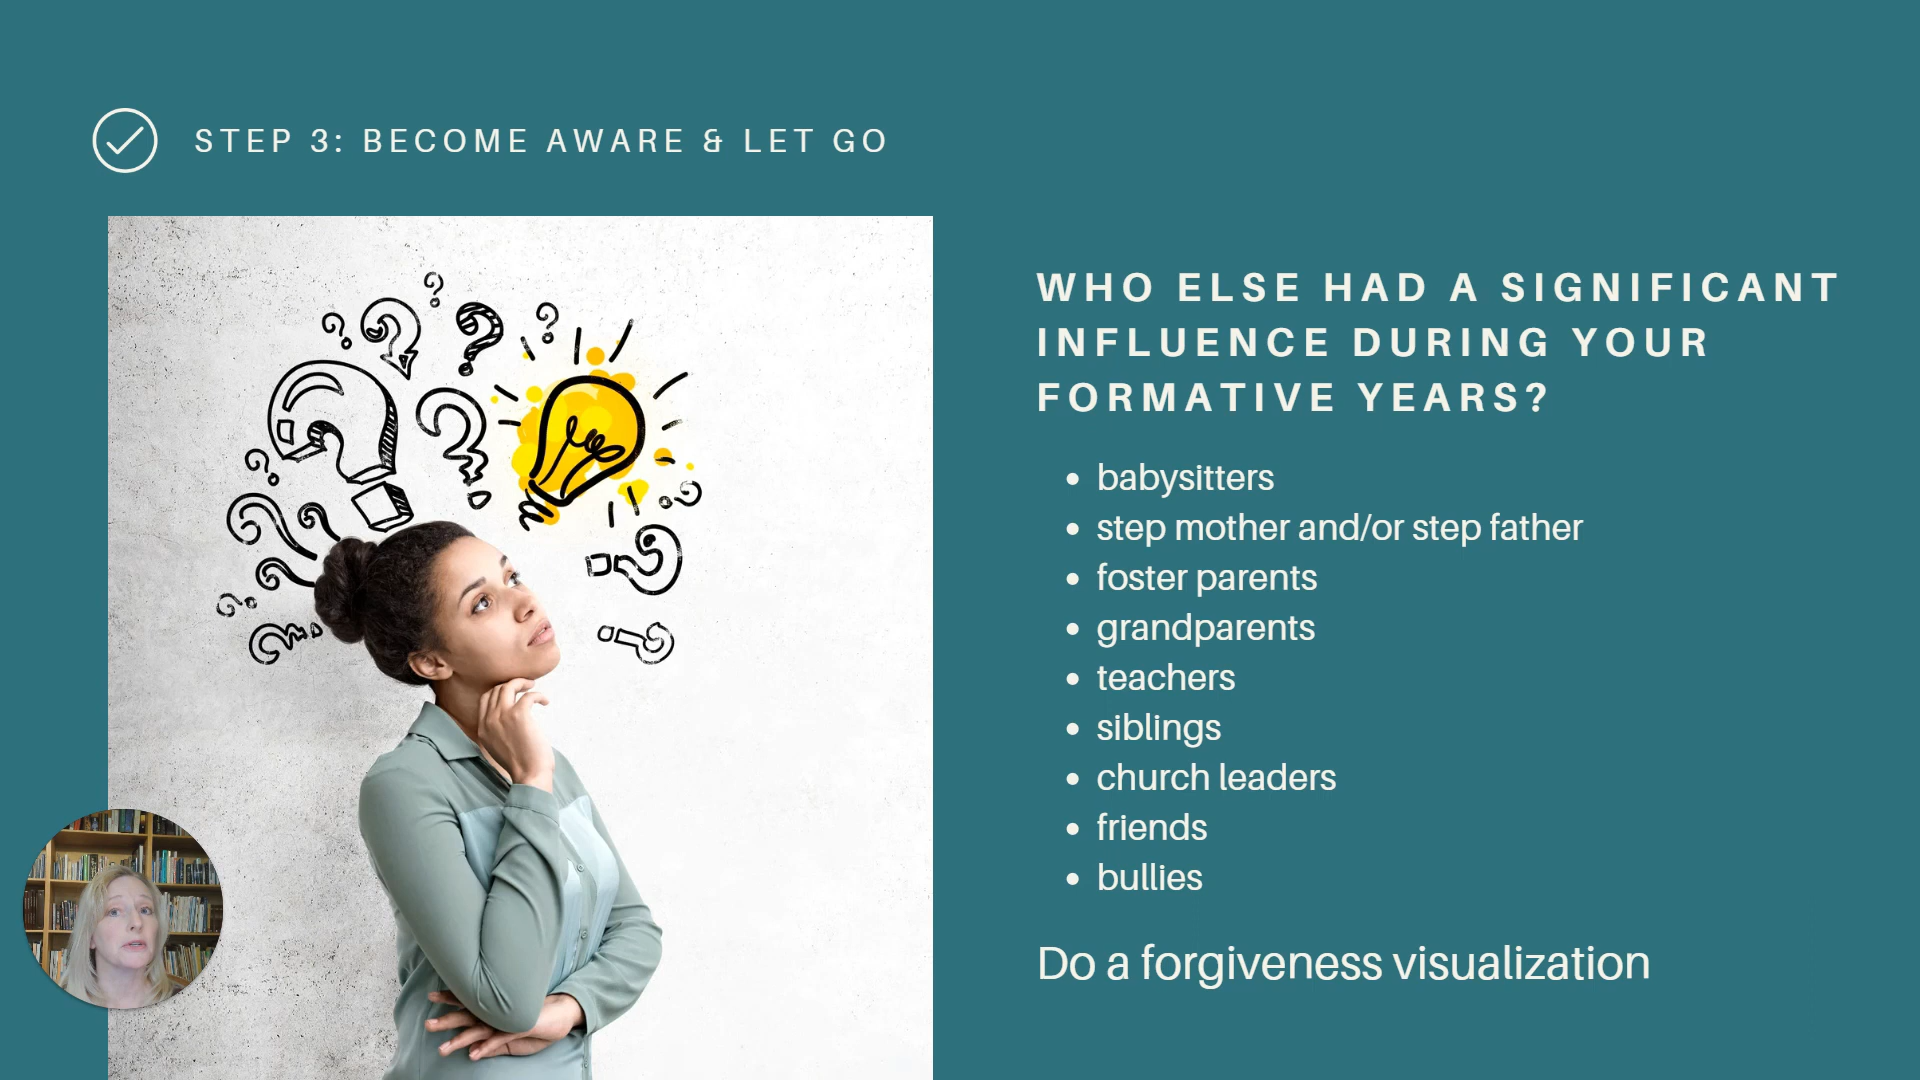 STEP 3: BECOME AWARE & LET GO
WHO ELSE HAD A SIGNIFICANT
INFLUENCE DURING YOUR
FORMATIVE YEARS?
• babysitters
• step mother and/or step father
• foster parents
• grandparents
• teachers
• siblings
• church leaders
• friends
• bullies
Do a forgiveness visualization